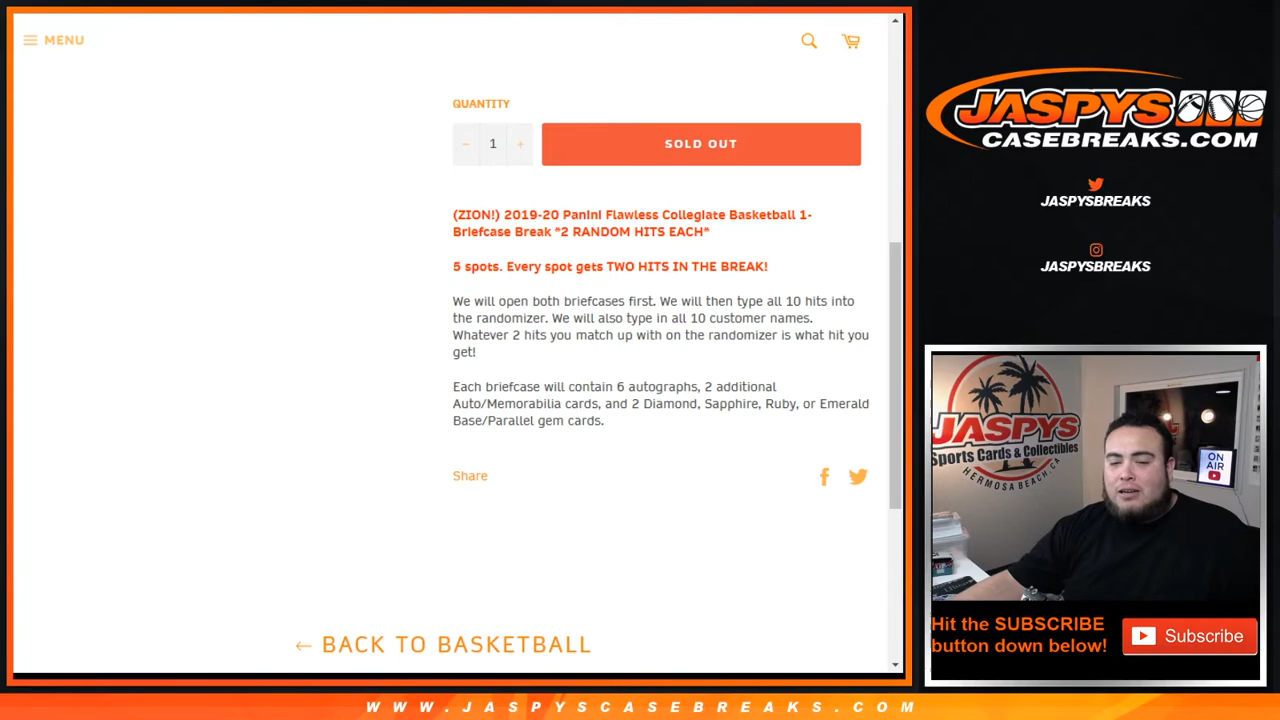 MENU
QUANTITY
− 1 +
SOLD OUT
(ZION!) 2019-20 Panini Flawless Collegiate Basketball 1-
Briefcase Break *2 RANDOM HITS EACH*
5 spots. Every spot gets TWO HITS IN THE BREAK!
We will open both briefcases first. We will then type all 10 hits into
the randomizer. We will also type in all 10 customer names.
Whatever 2 hits you match up with on the randomizer is what hit you
get!
Each briefcase will contain 6 autographs, 2 additional
Auto/Memorabilia cards, and 2 Diamond, Sapphire, Ruby, or Emerald
Base/Parallel gem cards.
Share
← BACK TO BASKETBALL
JASPYS
CASEBREAKS.COM
JASPYSBREAKS
JASPYSBREAKS
JASPYS
Sports Cards & Collectibles
HERMOSA BEACH, CA
ON
AIR
Hit the SUBSCRIBE
button down below!
Subscribe
WWW.JASPYSCASEBREAKS.COM